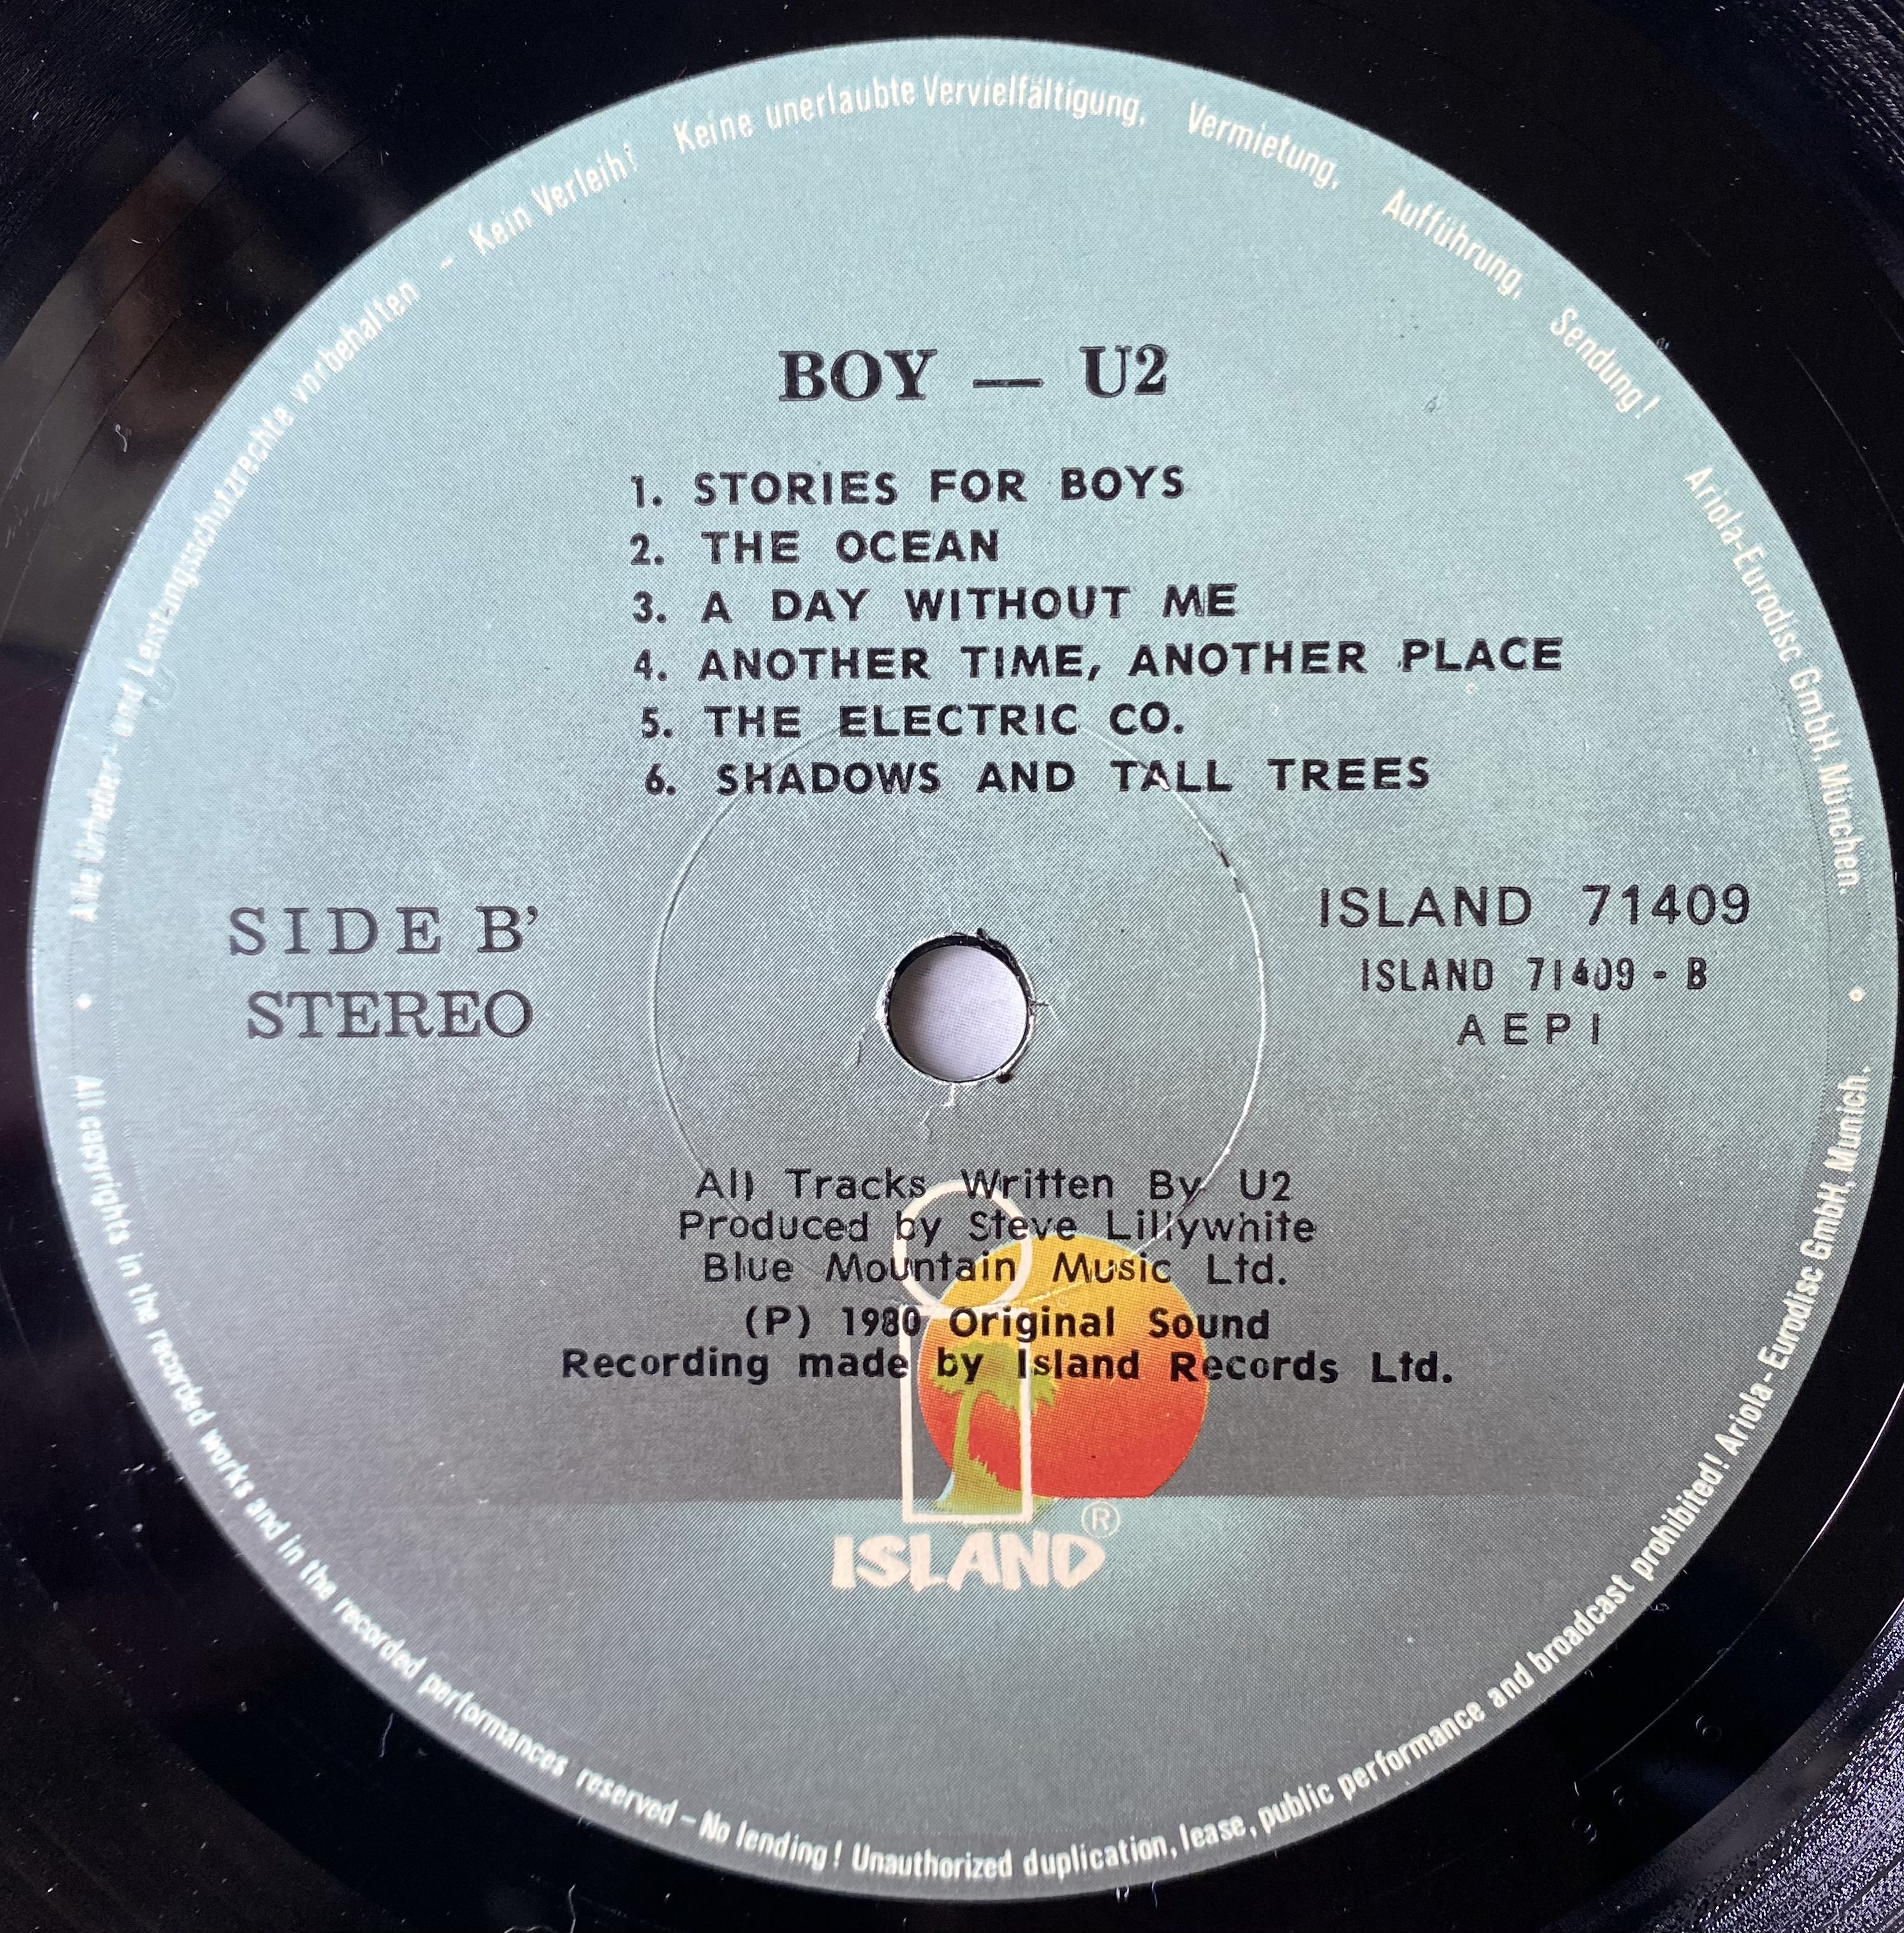 Alle Urheber- und Leistungsschutzrechte vorbehalten – Kein Verleih! Keine unerlaubte Vervielfältigung, Vermietung, Aufführung, Sendung! Ariola-Eurodisc GmbH, München.
BOY — U2
1. STORIES FOR BOYS
2. THE OCEAN
3. A DAY WITHOUT ME
4. ANOTHER TIME, ANOTHER PLACE
5. THE ELECTRIC CO.
6. SHADOWS AND TALL TREES
SIDE B'
STEREO
ISLAND 71409
ISLAND 71409 - B
AEPI
All Tracks Written By U2
Produced by Steve Lillywhite
Blue Mountain Music Ltd.
(P) 1980 Original Sound
Recording made by Island Records Ltd.
ISLAND®
All copyrights in the recorded works and in the recorded performances reserved – No lending! Unauthorized duplication, lease, public performance and broadcast prohibited! Ariola-Eurodisc GmbH, Munich.